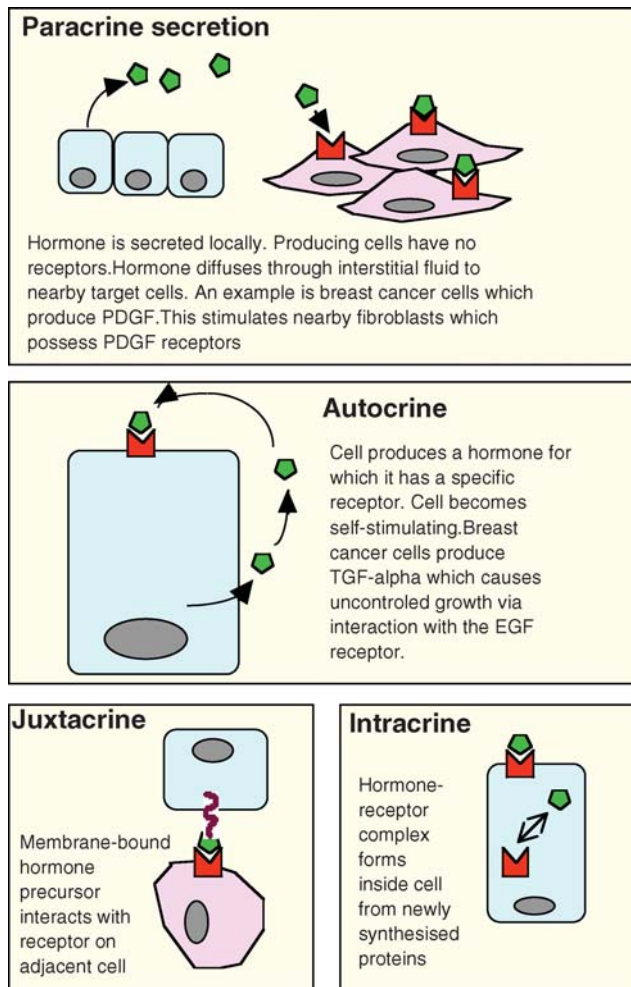 Paracrine secretion
Hormone is secreted locally. Producing cells have no
receptors.Hormone diffuses through interstitial fluid to
nearby target cells. An example is breast cancer cells which
produce PDGF.This stimulates nearby fibroblasts which
possess PDGF receptors
Autocrine
Cell produces a hormone for
which it has a specific
receptor. Cell becomes
self-stimulating.Breast
cancer cells produce
TGF-alpha which causes
uncontroled growth via
interaction with the EGF
receptor.
Juxtacrine
Membrane-bound
hormone
precursor
interacts with
receptor on
adjacent cell
Intracrine
Hormone-
receptor
complex
forms
inside cell
from newly
synthesised
proteins